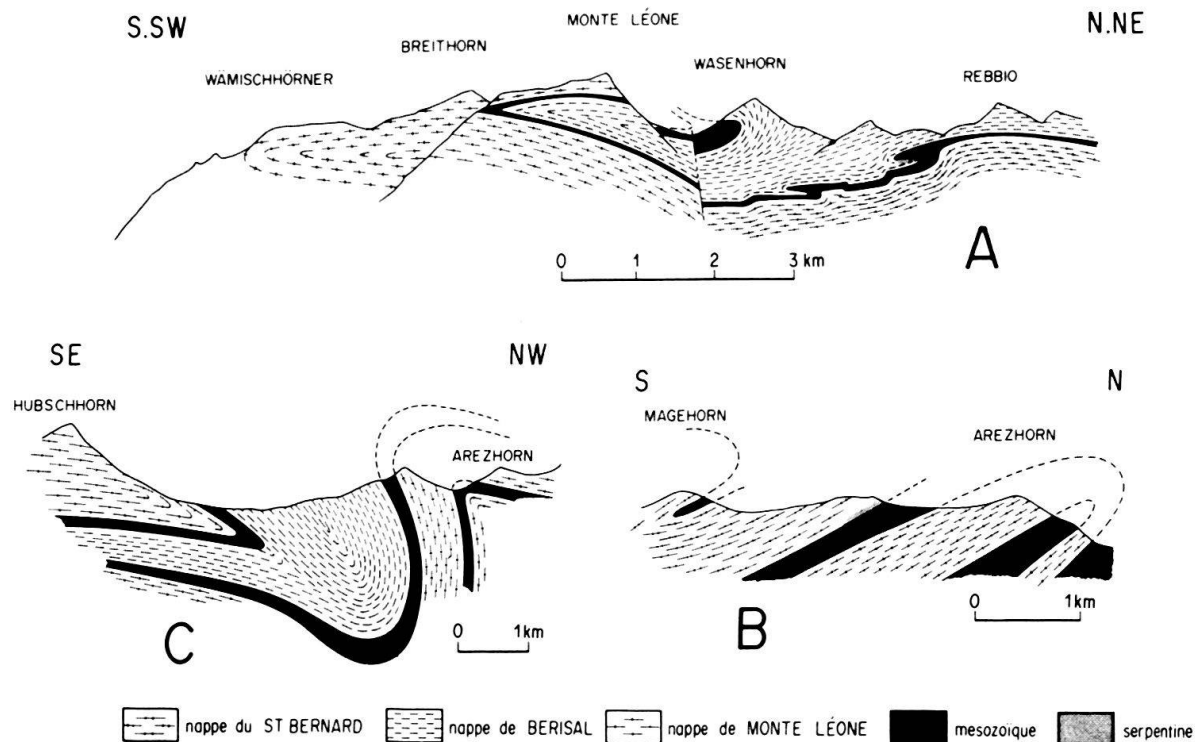 S.SW
MONTE LÉONE
N.NE
BREITHORN
WASENHORN
WÄMISCHHÖRNER
REBBIO
A
0 1 2 3 km
SE
NW
S
N
HUBSCHHORN
MAGEHORN
AREZHORN
AREZHORN
C
0 1km
B
0 1km
nappe du ST BERNARD
nappe de BERISAL
nappe de MONTE LÉONE
mesozoïque
serpentine